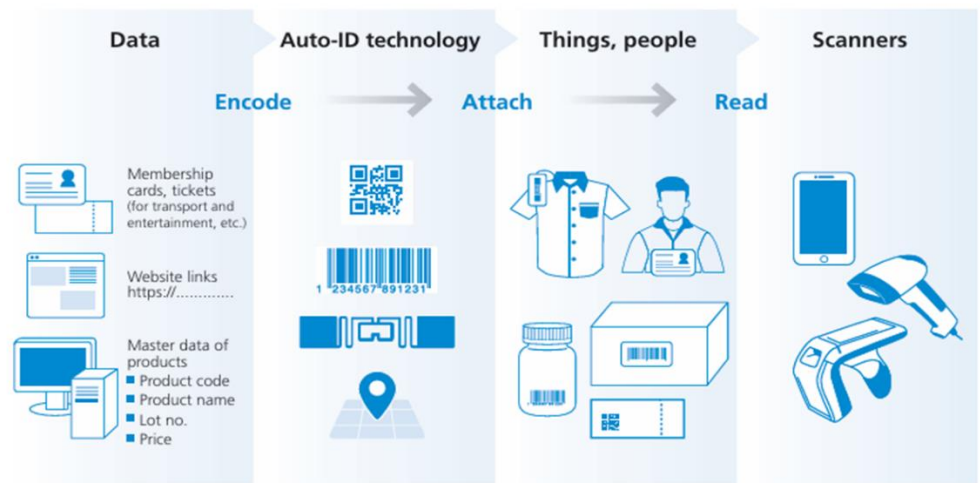 Data
Auto-ID technology
Things, people
Scanners
Encode
Attach
Read
Membership
cards, tickets
(for transport and
entertainment, etc.)
Website links
https://.............
Master data of
products
Product code
Product name
Lot no.
Price
1 234567 891231